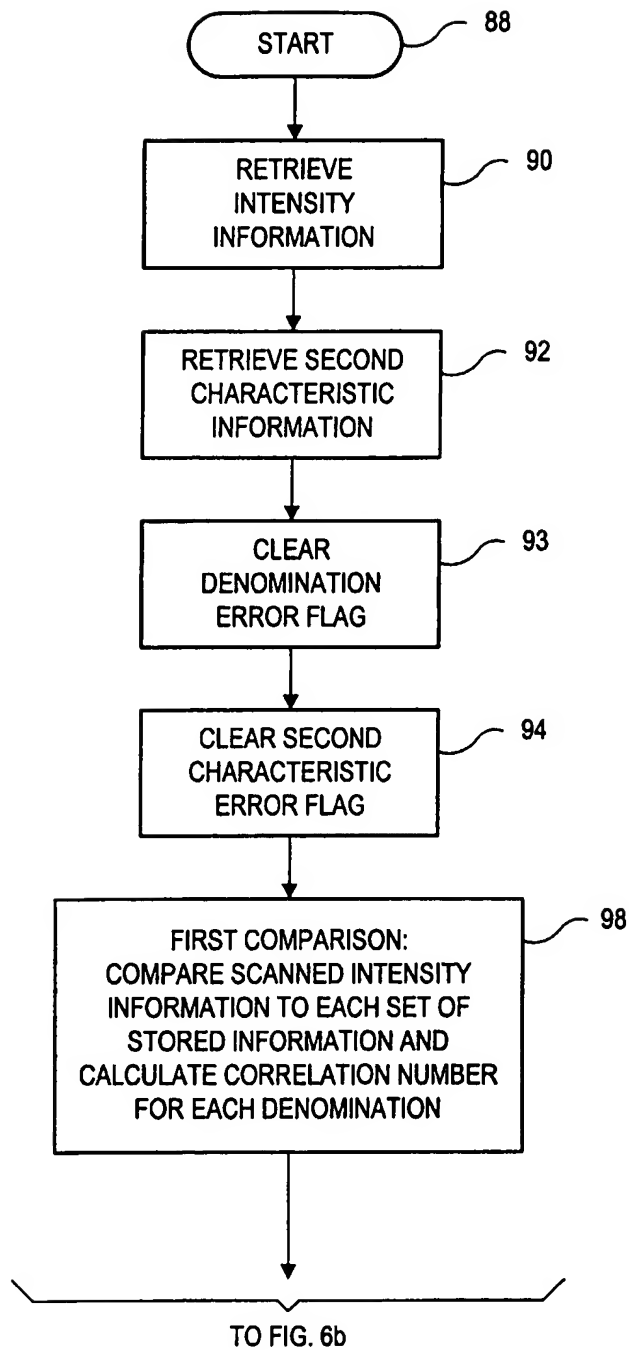 START
88
RETRIEVE
INTENSITY
INFORMATION
90
RETRIEVE SECOND
CHARACTERISTIC
INFORMATION
92
CLEAR
DENOMINATION
ERROR FLAG
93
CLEAR SECOND
CHARACTERISTIC
ERROR FLAG
94
FIRST COMPARISON:
COMPARE SCANNED INTENSITY
INFORMATION TO EACH SET OF
STORED INFORMATION AND
CALCULATE CORRELATION NUMBER
FOR EACH DENOMINATION
98
TO FIG. 6b